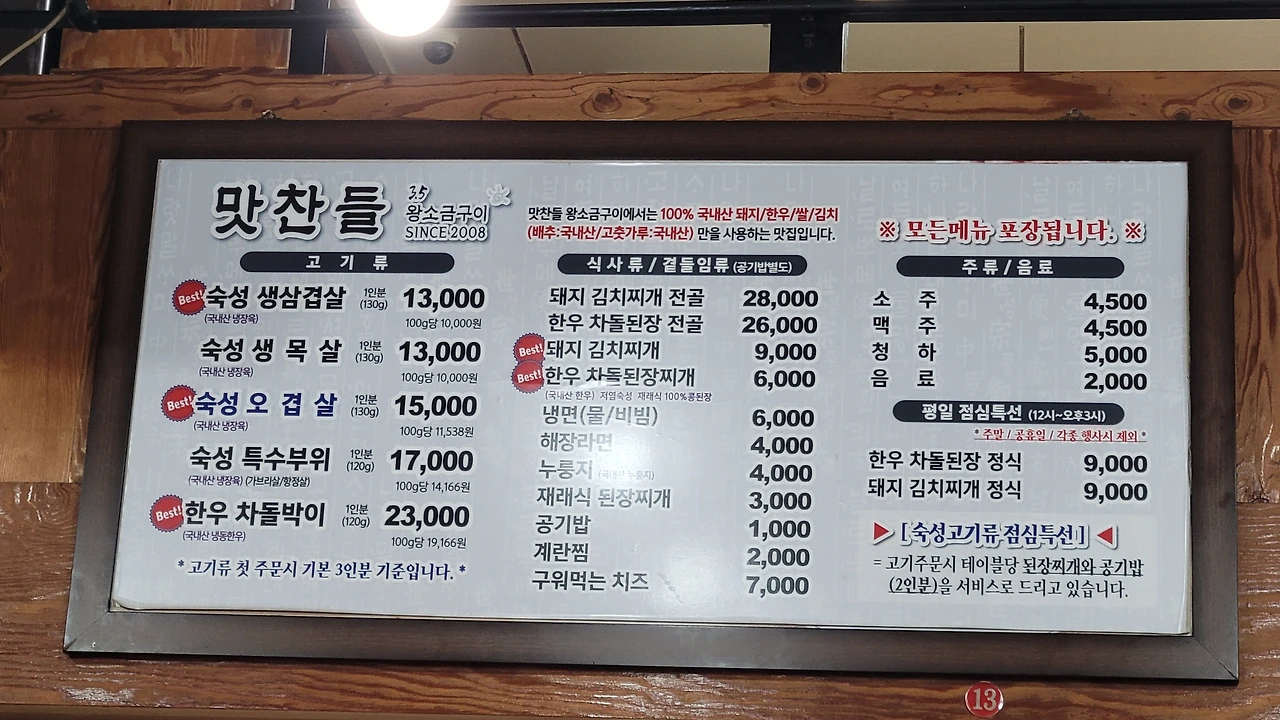 맛찬들
3.5
왕소금구이
SINCE 2008
고 기 류
Best! 숙성 생삼겹살 1인분 (130g) 13,000
(국내산 냉장육) 100g당 10,000원
숙성 생 목 살 1인분 (130g) 13,000
(국내산 냉장육) 100g당 10,000원
Best! 숙성 오 겹 살 1인분 (130g) 15,000
(국내산 냉장육) 100g당 11,538원
숙성 특수부위 1인분 (120g) 17,000
(국내산 냉장육) (가브리살/항정살) 100g당 14,166원
Best! 한우 차돌박이 1인분 (120g) 23,000
(국내산 냉동한우) 100g당 19,166원
* 고기류 첫 주문시 기본 3인분 기준입니다. *
맛찬들 왕소금구이에서는 100% 국내산 돼지/한우/쌀/김치
(배추:국내산/고춧가루:국내산) 만을 사용하는 맛집입니다.
식 사 류 / 곁들임류 (공기밥별도)
돼지 김치찌개 전골 28,000
한우 차돌된장 전골 26,000
Best! 돼지 김치찌개 9,000
Best! 한우 차돌된장찌개 6,000
(국내산 한우) 저염숙성 재래식 100%콩된장
냉면(물/비빔) 6,000
해장라면 4,000
누룽지 (국내산 누룽지) 4,000
재래식 된장찌개 3,000
공기밥 1,000
계란찜 2,000
구워먹는 치즈 7,000
※ 모든메뉴 포장됩니다. ※
주류/음료
소 주 4,500
맥 주 4,500
청 하 5,000
음 료 2,000
평일 점심특선 (12시~오후3시)
* 주말 / 공휴일 / 각종 행사시 제외 *
한우 차돌된장 정식 9,000
돼지 김치찌개 정식 9,000
▶ [ 숙성고기류 점심특선 ] ◀
= 고기주문시 테이블당 된장찌개와 공기밥
(2인분)을 서비스로 드리고 있습니다.
13